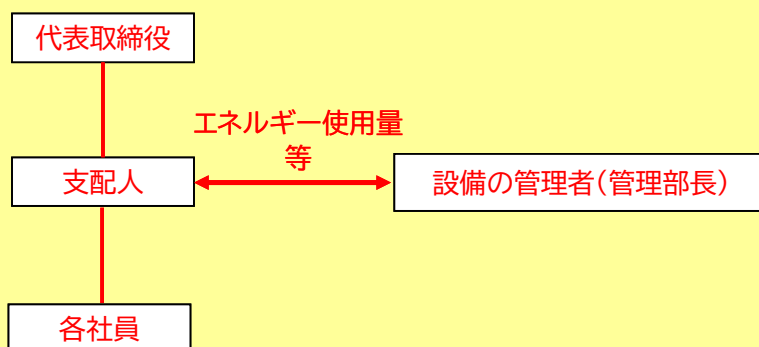 代表取締役
エネルギー使用量
等
支配人
設備の管理者(管理部長)
各社員